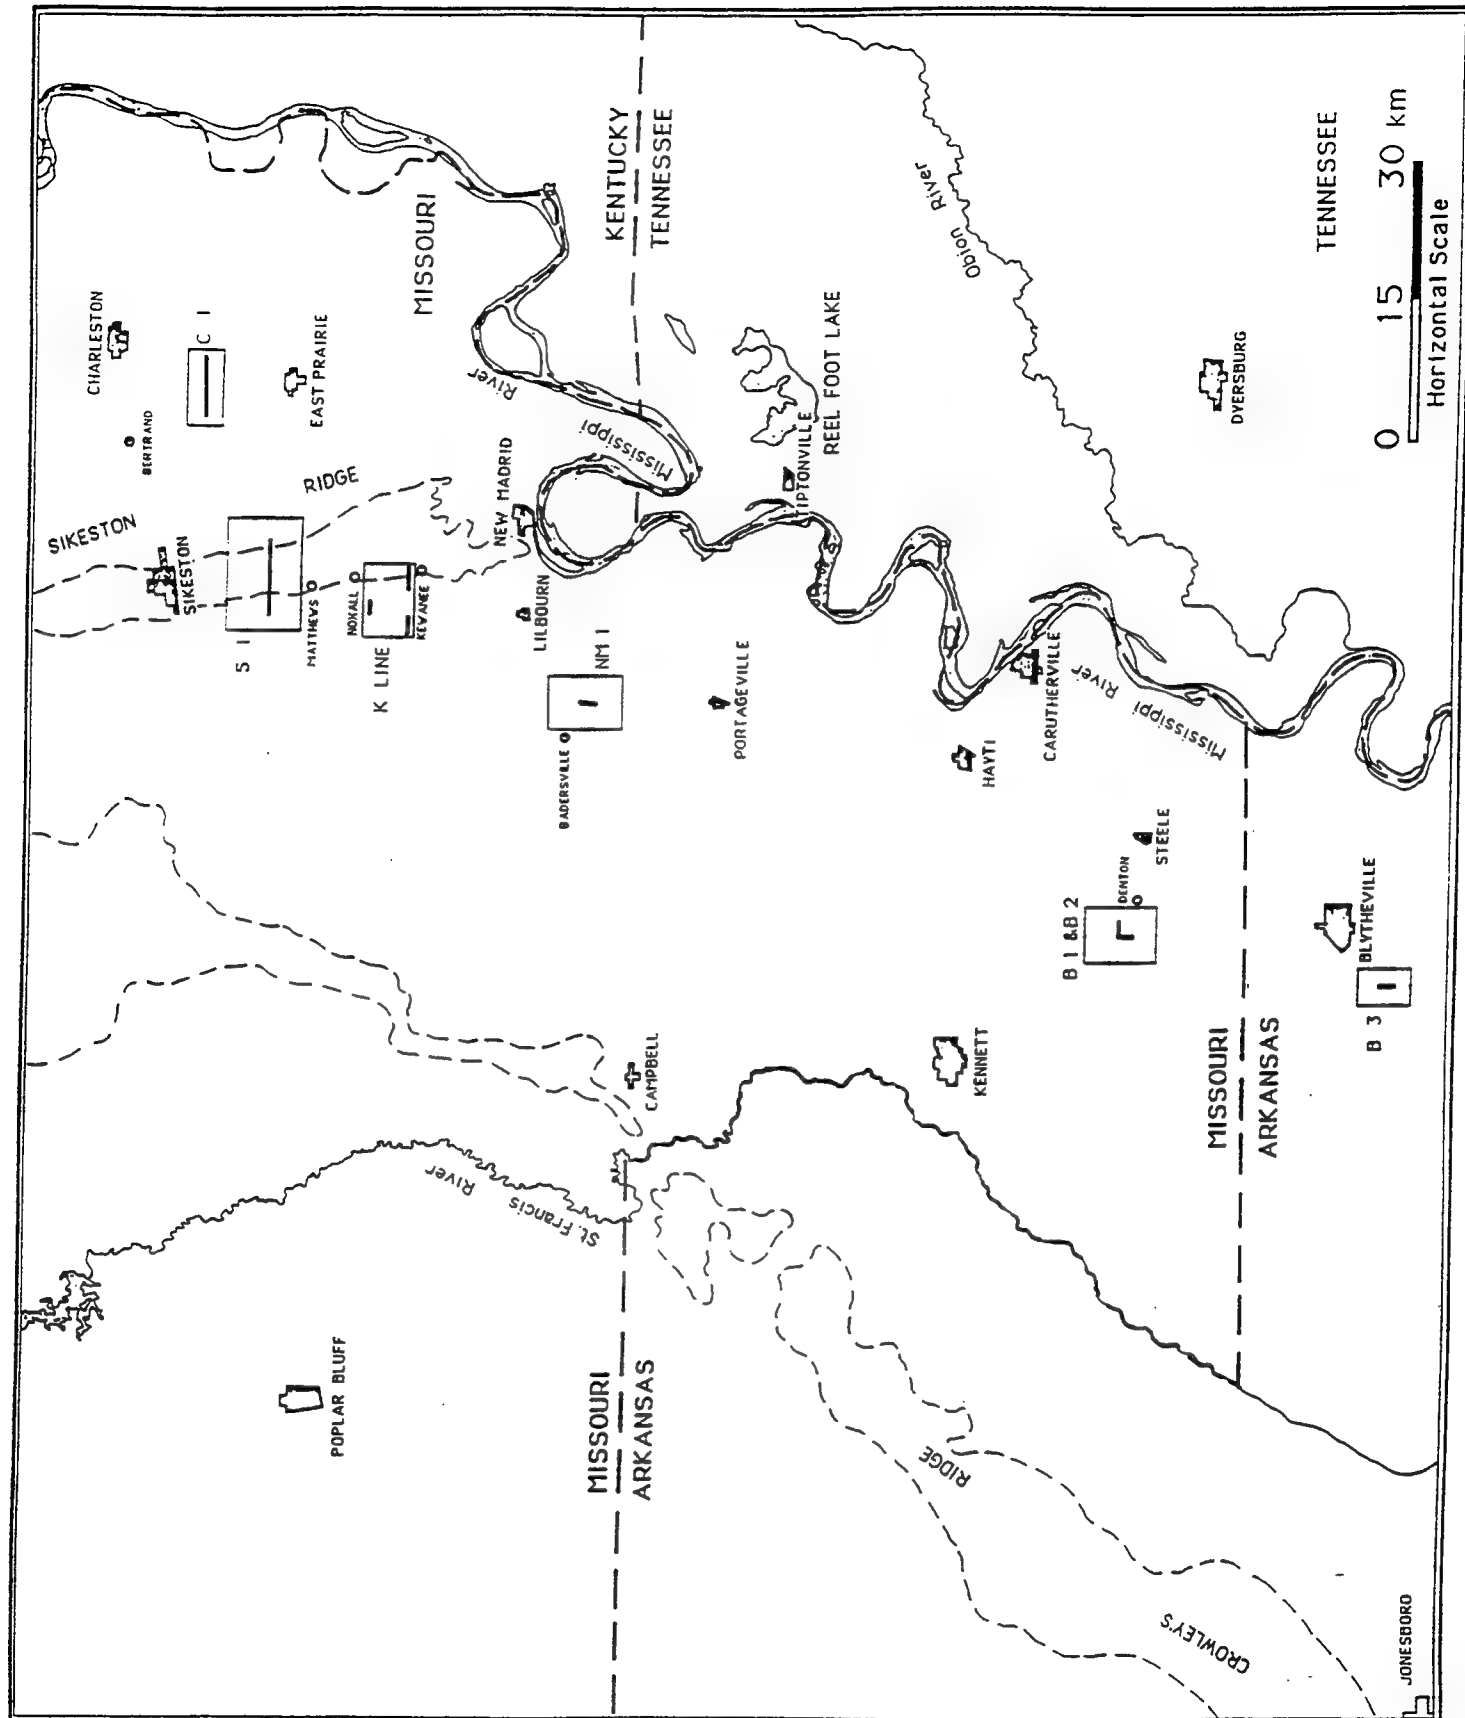 CHARLESTON
BERTRAND
C 1
EAST PRAIRIE
MISSOURI
SIKESTON
RIDGE
SIKESTON
S 1
MATTHEWS
NOXALL
KEWANEE
K LINE
NEW MADRID
LILBOURN
NM 1
BADERSVILLE
PORTAGEVILLE
Mississippi
River
KENTUCKY
TENNESSEE
TIPTONVILLE
REEL FOOT LAKE
Obion River
TENNESSEE
DYERSBURG
HAYTI
CARUTHERVILLE
Mississippi River
STEELE
DENTON
B 1 & B 2
BLYTHEVILLE
B 3
KENNETT
CAMPBELL
MISSOURI
ARKANSAS
St. Francis
River
POPLAR BLUFF
MISSOURI
ARKANSAS
CROWLEY'S
RIDGE
JONESBORO
0 15 30 km
Horizontal Scale